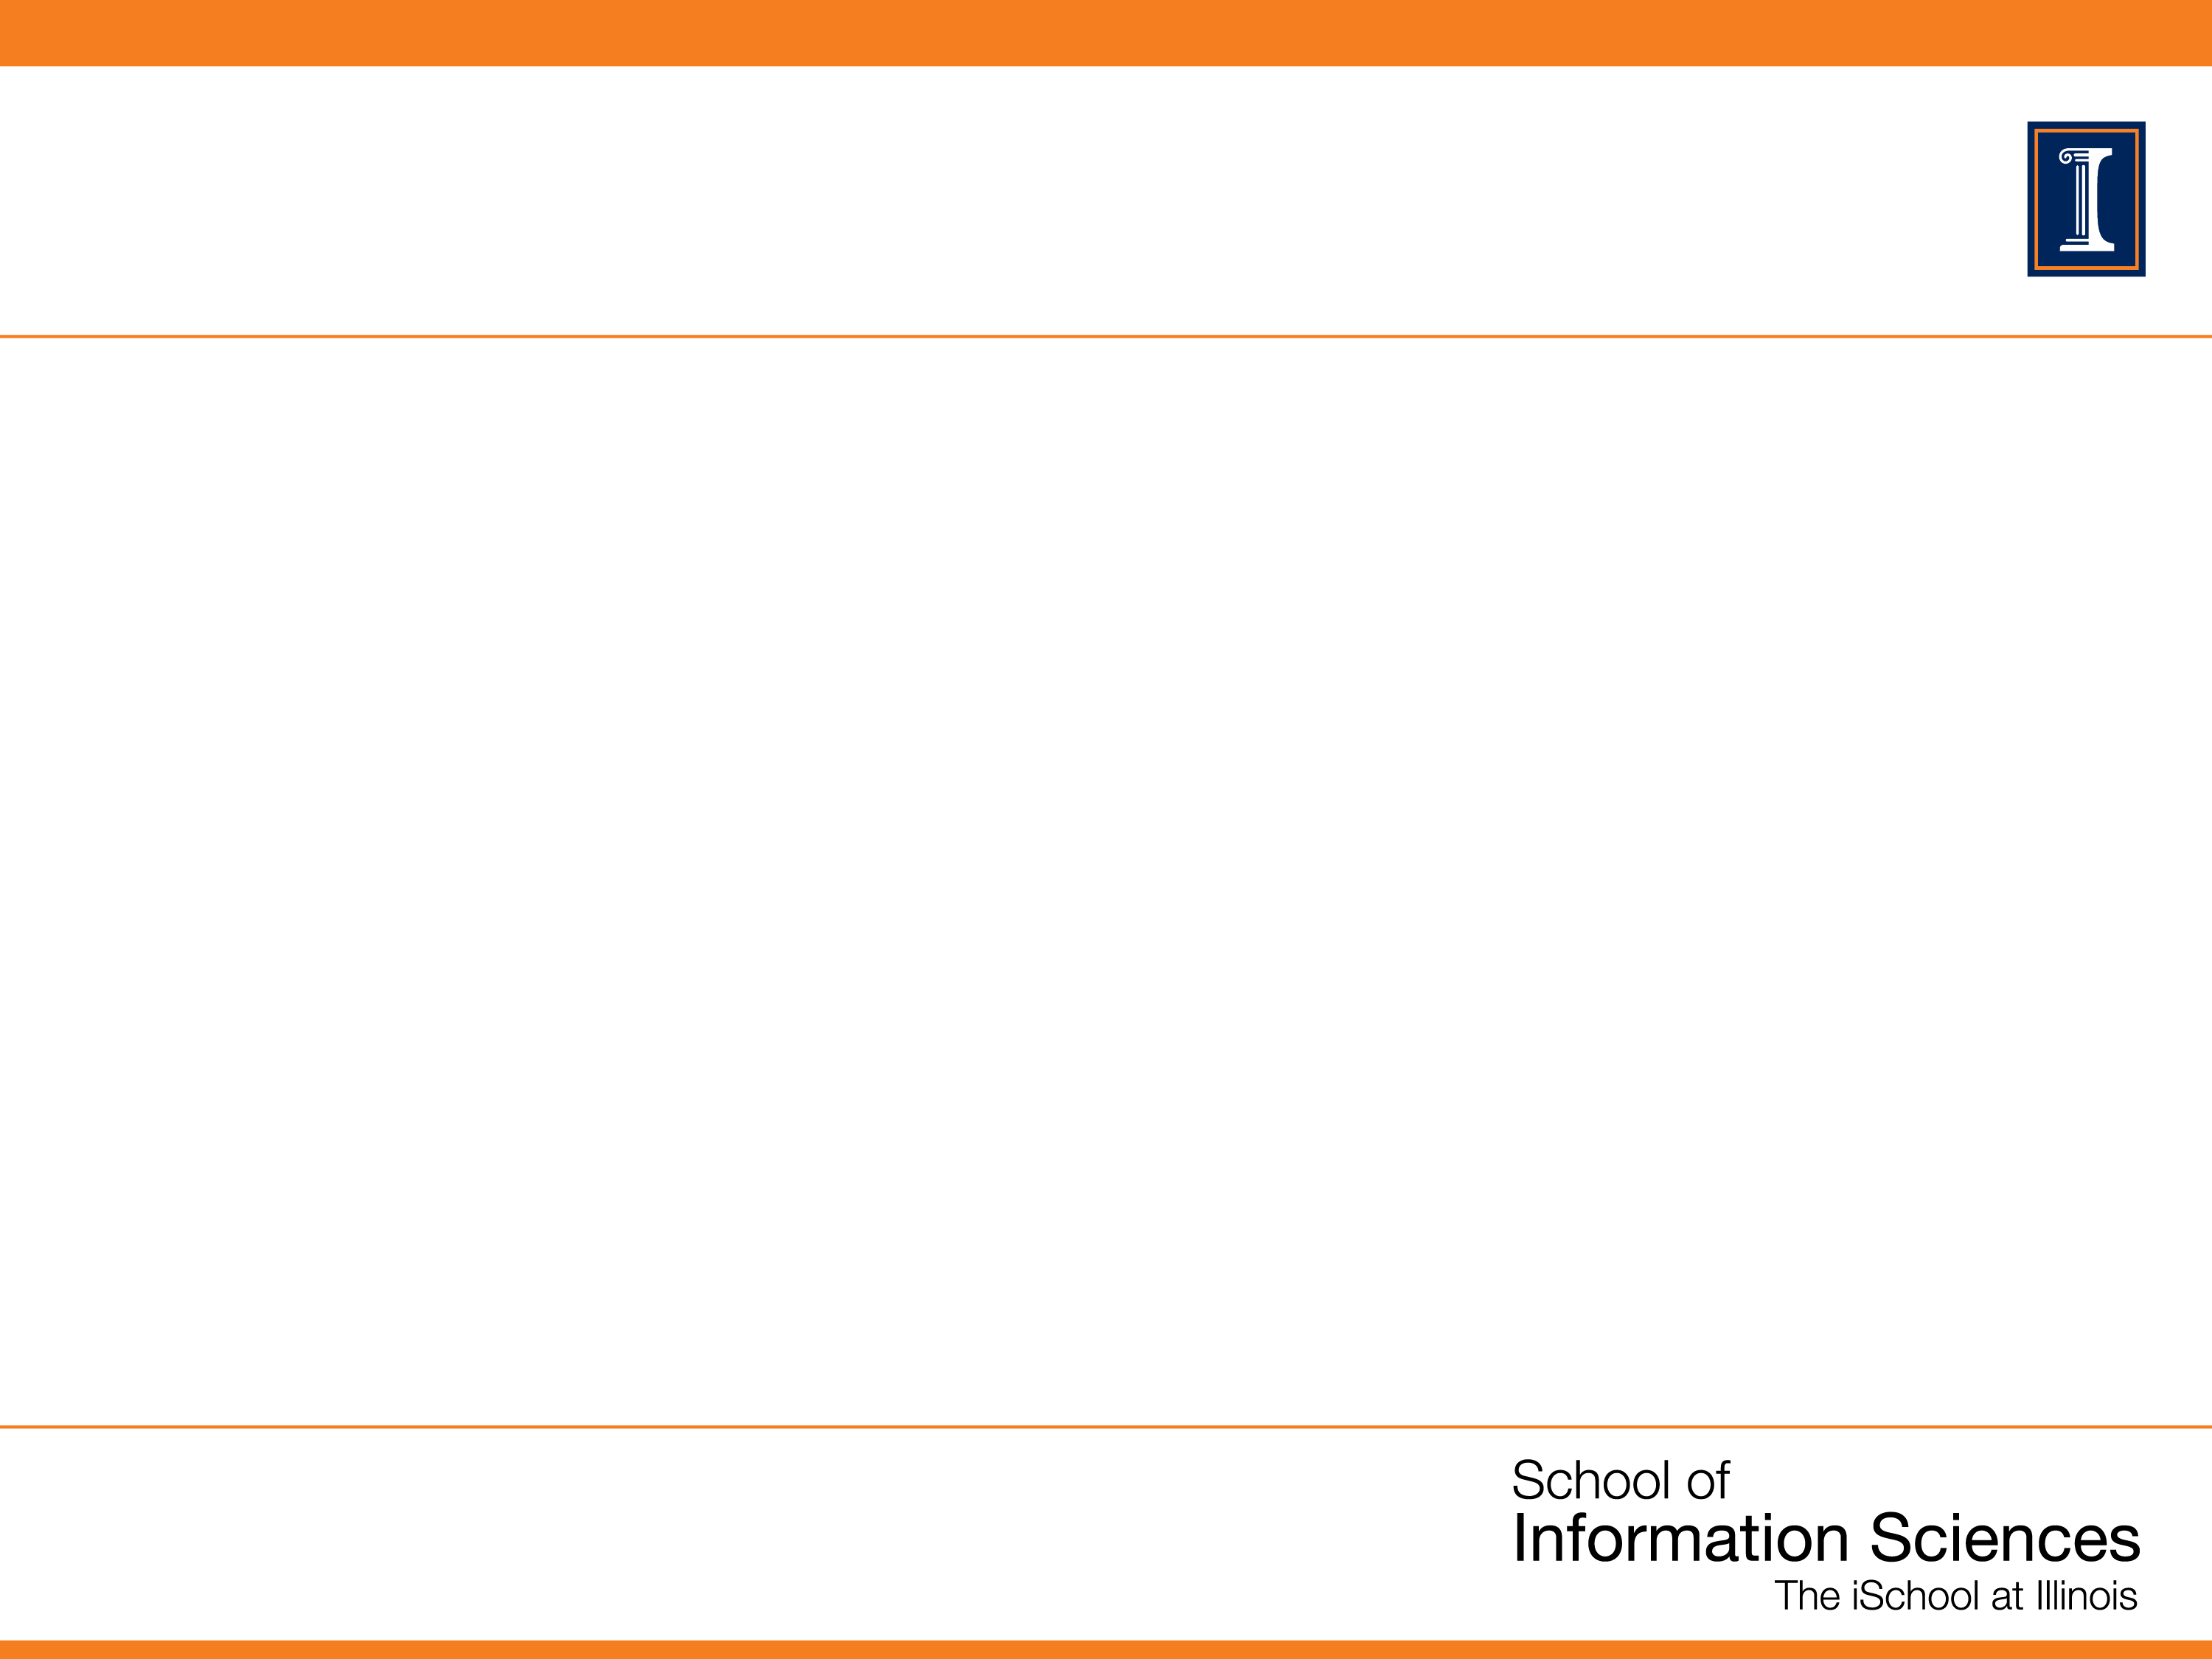 I
School of
Information Sciences
The iSchool at Illinois